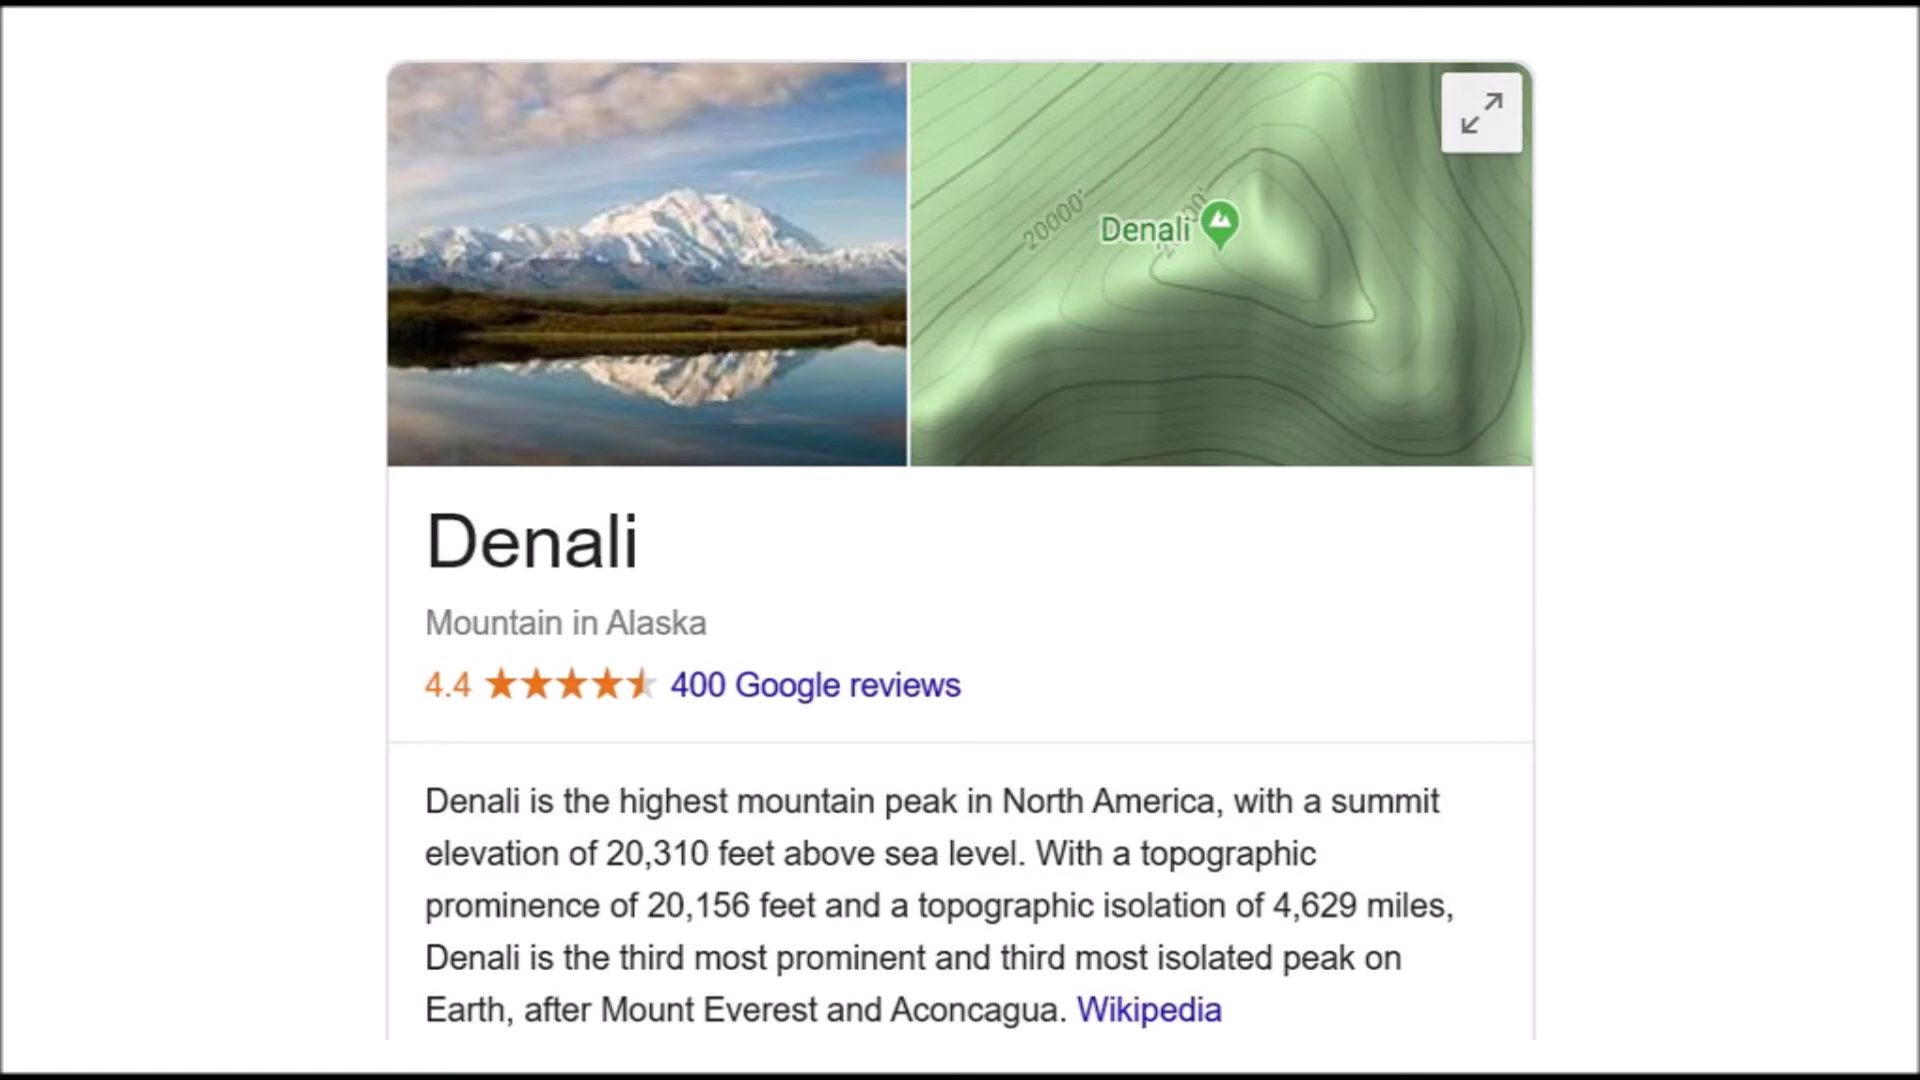 20000'
Denali
Denali
Mountain in Alaska
4.4 400 Google reviews
Denali is the highest mountain peak in North America, with a summit
elevation of 20,310 feet above sea level. With a topographic
prominence of 20,156 feet and a topographic isolation of 4,629 miles,
Denali is the third most prominent and third most isolated peak on
Earth, after Mount Everest and Aconcagua. Wikipedia